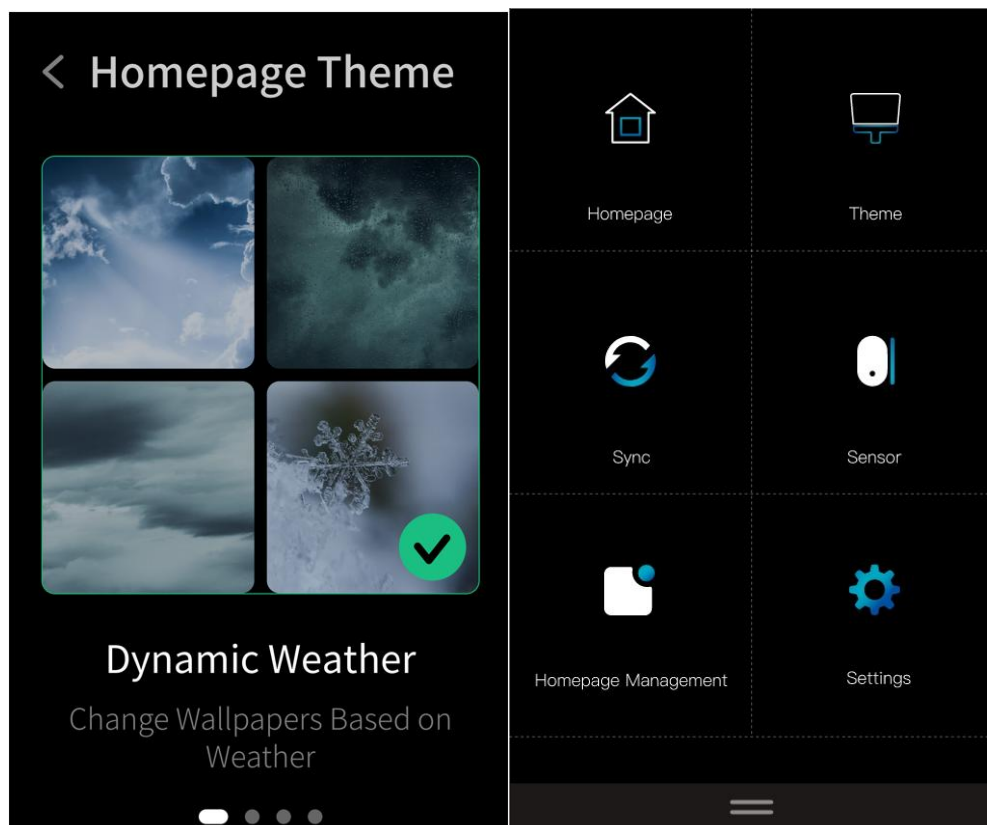 Homepage Theme
Dynamic Weather
Change Wallpapers Based on
Weather
Homepage
Theme
Sync
Sensor
Homepage Management
Settings